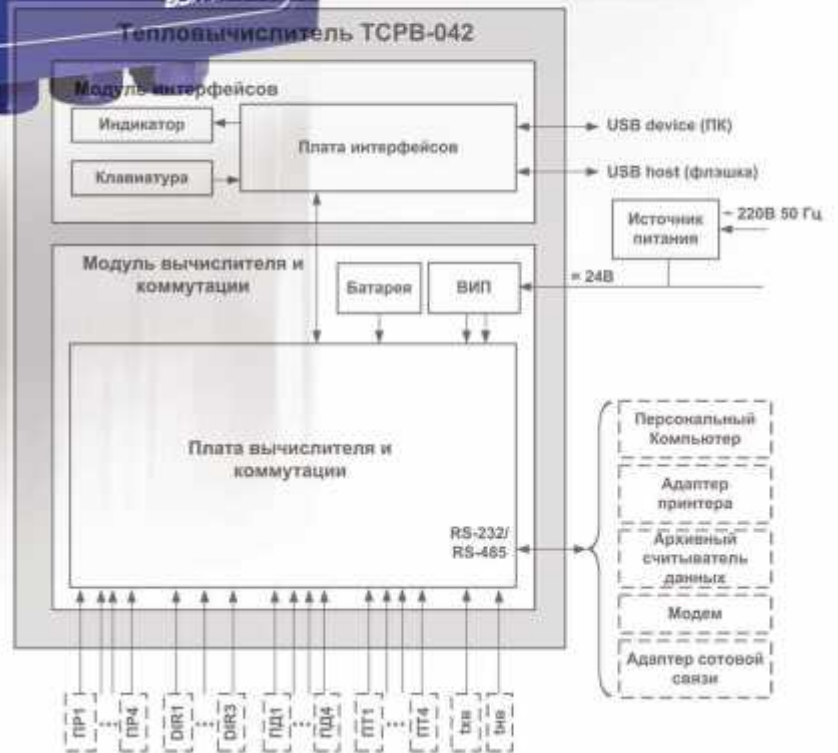 Тепловычислитель ТСРВ-042
Модуль интерфейсов
Индикатор
Клавиатура
Плата интерфейсов
USB device (ПК)
USB host (флэшка)
Источник
питания
~ 220В 50 Гц
= 24В
Модуль вычислителя и
коммутации
Батарея
ВИП
Плата вычислителя и
коммутации
RS-232/
RS-485
Персональный
Компьютер
Адаптер
принтера
Архивный
считыватель
данных
Модем
Адаптер сотовой
связи
ПР1
...
ПР4
DIR1
...
DIR3
ПД1
...
ПД4
ПТ1
...
ПТ4
tхв
tнв